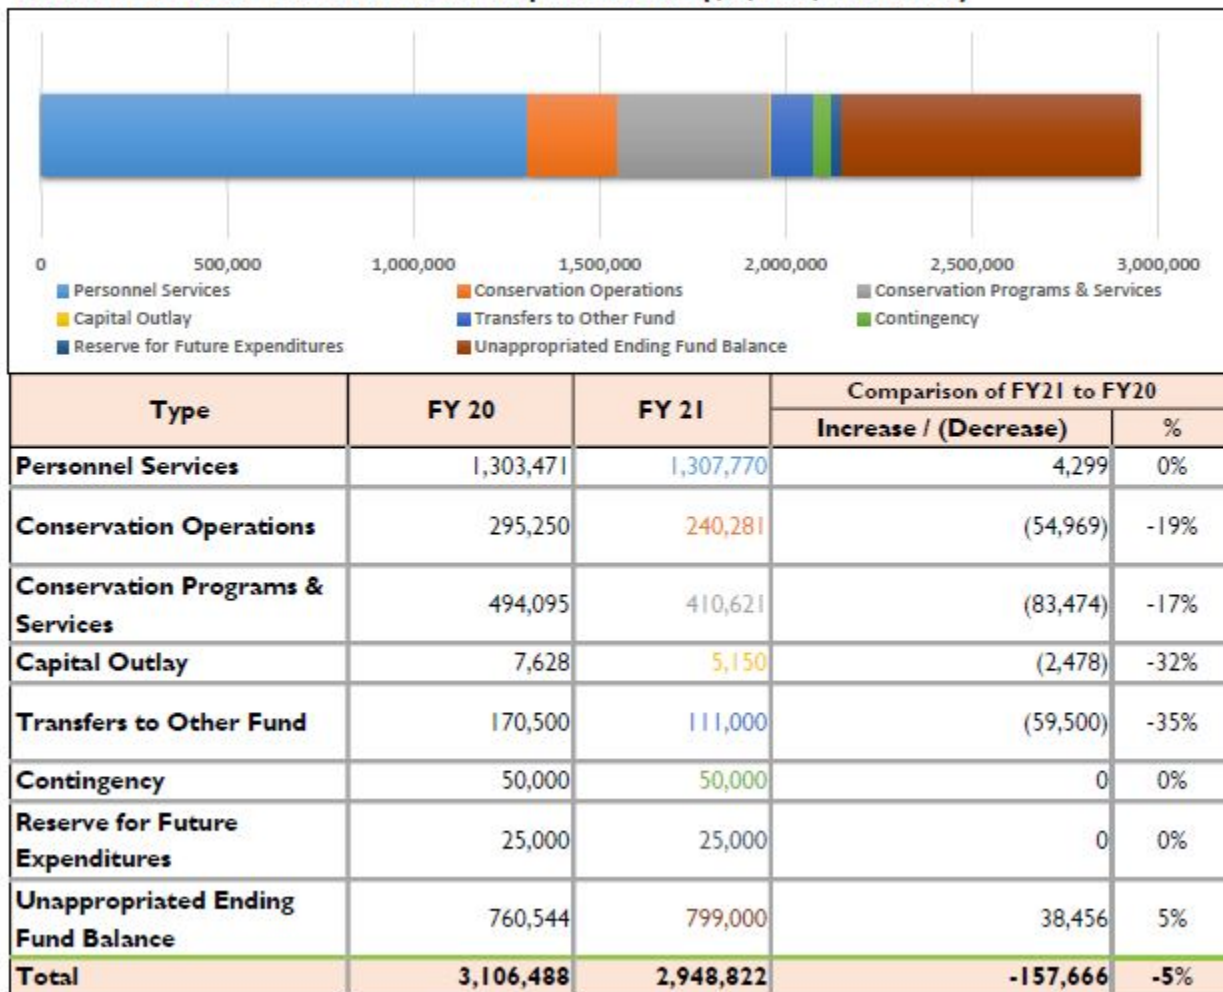 0 500,000 1,000,000 1,500,000 2,000,000 2,500,000 3,000,000
Personnel Services Conservation Operations Conservation Programs & Services
Capital Outlay Transfers to Other Fund Contingency
Reserve for Future Expenditures Unappropriated Ending Fund Balance
Type FY 20 FY 21 Comparison of FY21 to FY20
Increase / (Decrease) %
Personnel Services 1,303,471 1,307,770 4,299 0%
Conservation Operations 295,250 240,281 (54,969) -19%
Conservation Programs &
Services 494,095 410,621 (83,474) -17%
Capital Outlay 7,628 5,150 (2,478) -32%
Transfers to Other Fund 170,500 111,000 (59,500) -35%
Contingency 50,000 50,000 0 0%
Reserve for Future
Expenditures 25,000 25,000 0 0%
Unappropriated Ending
Fund Balance 760,544 799,000 38,456 5%
Total 3,106,488 2,948,822 -157,666 -5%